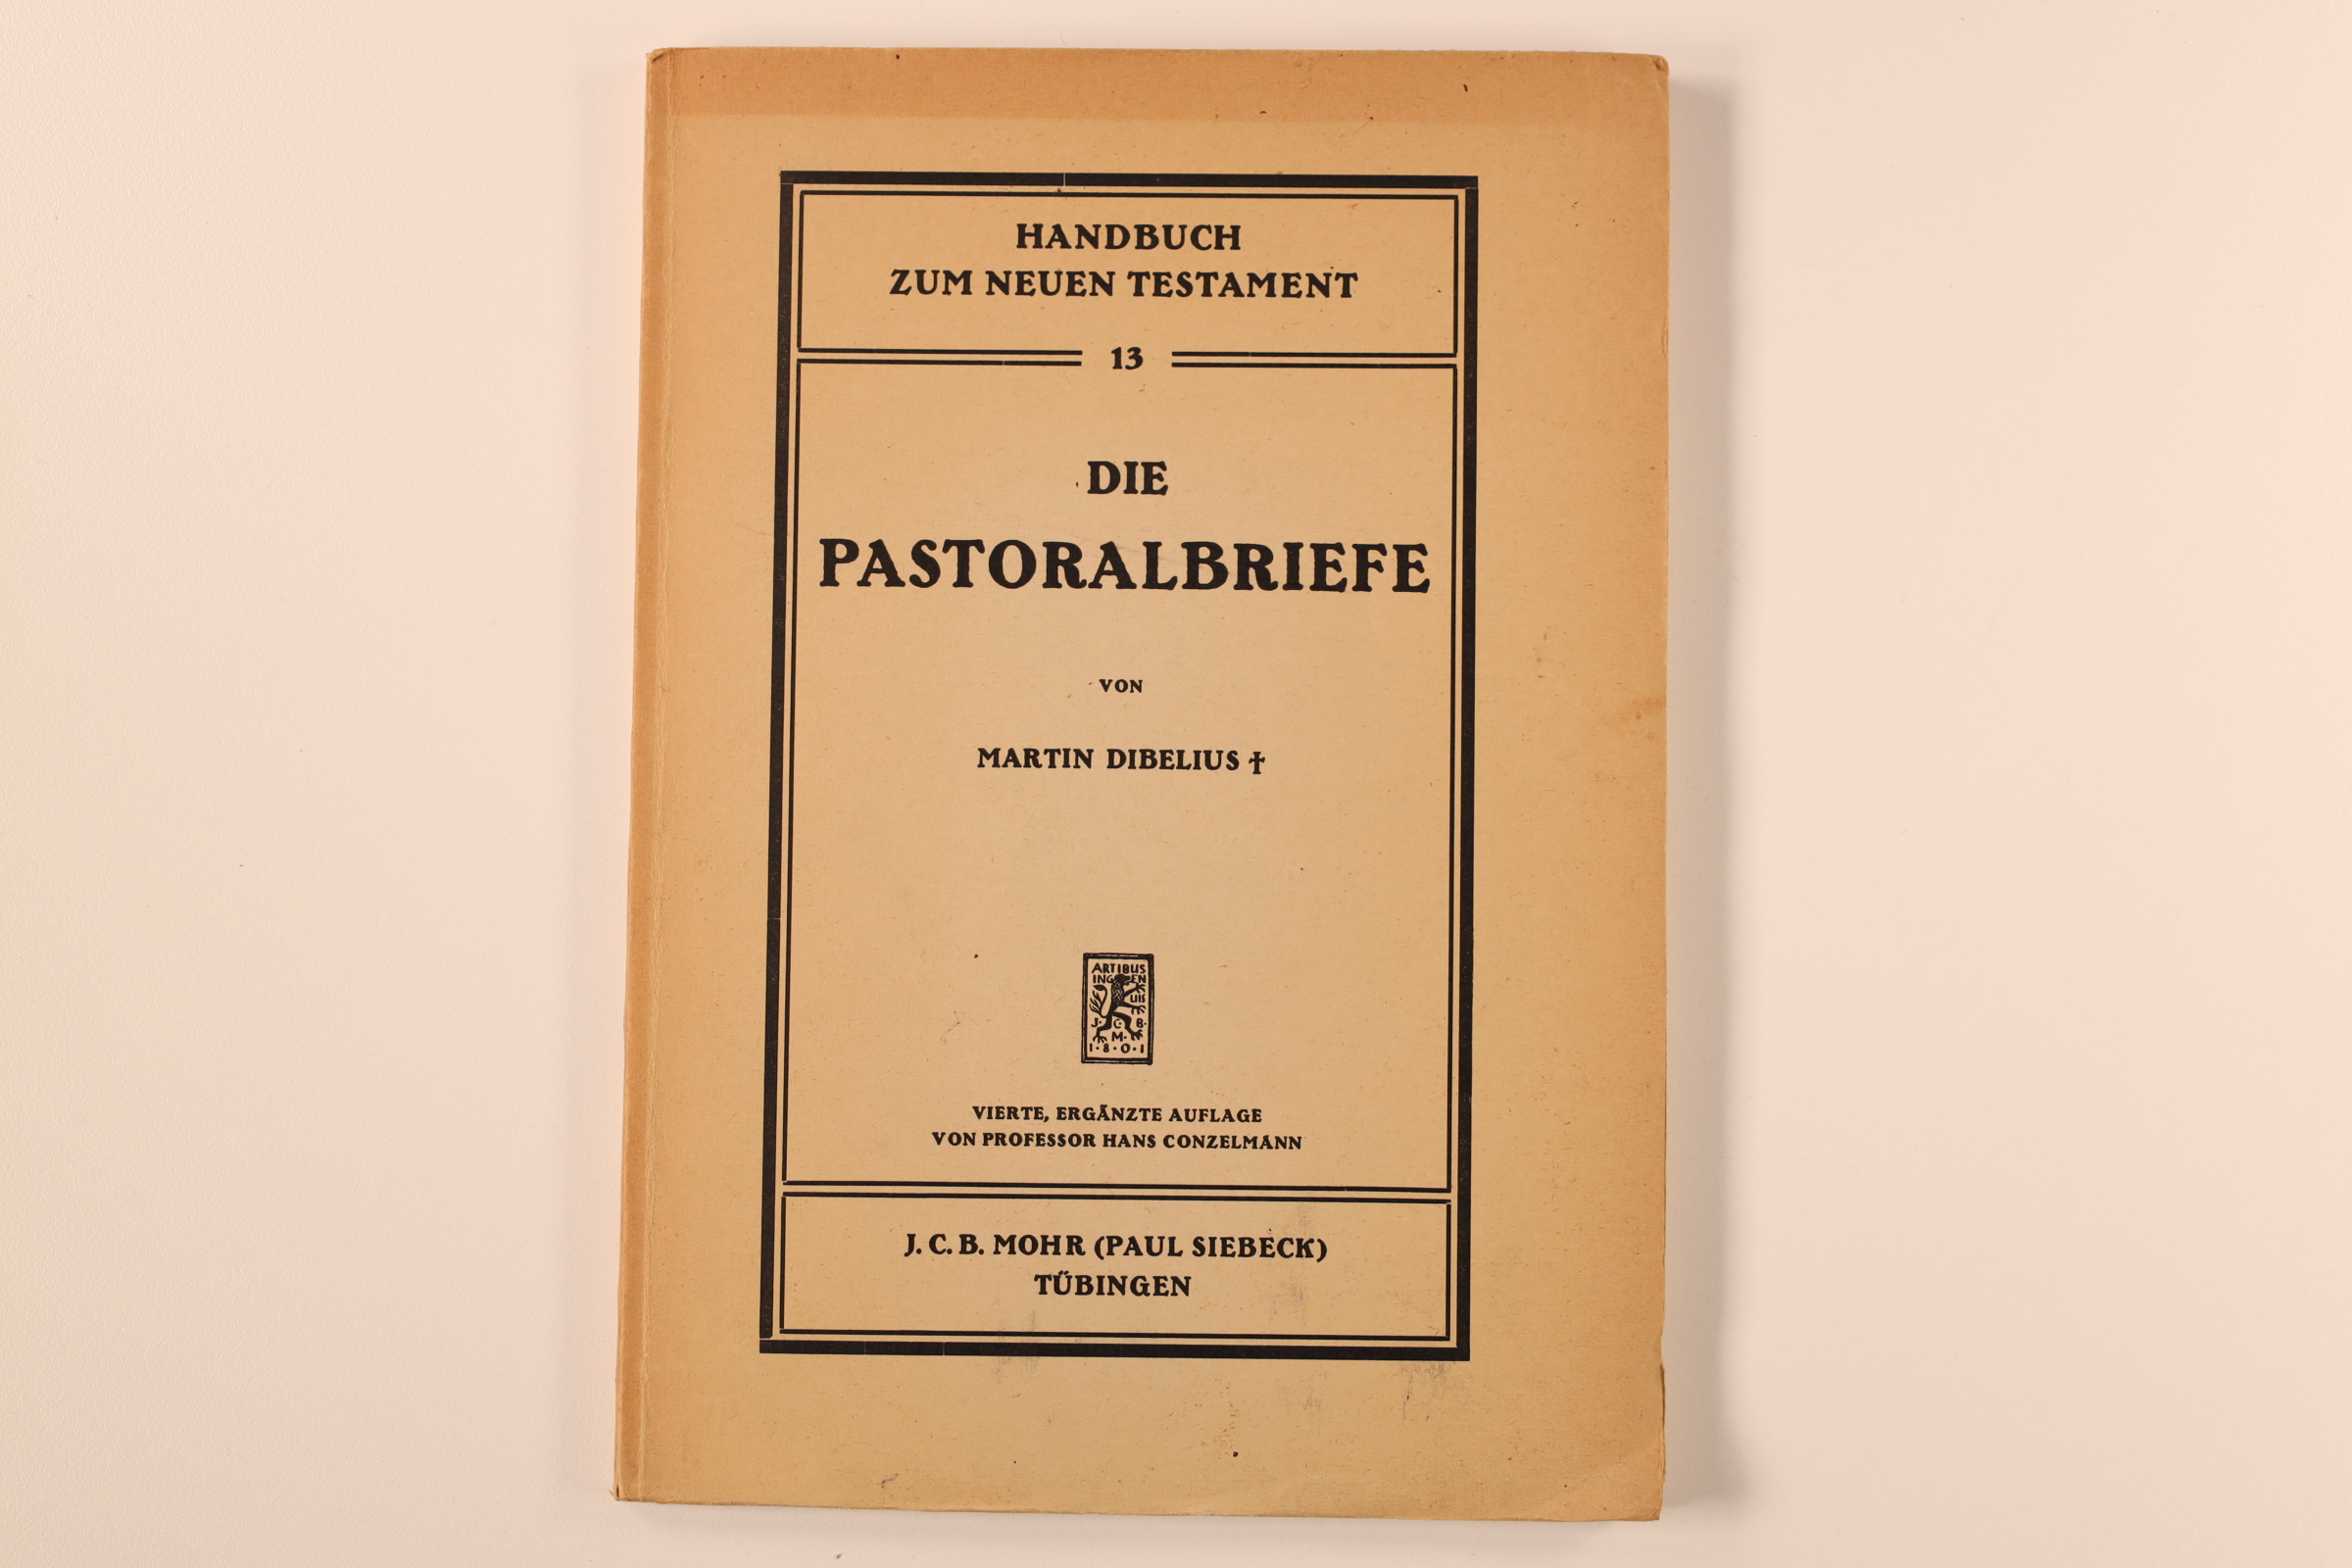 HANDBUCH
ZUM NEUEN TESTAMENT
13
DIE
PASTORALBRIEFE
VON
MARTIN DIBELIUS †
ARTIBUS
INGENUIS
J. C. B.
M.
1·8·0·1
VIERTE, ERGÄNZTE AUFLAGE
VON PROFESSOR HANS CONZELMANN
J. C. B. MOHR (PAUL SIEBECK)
TÜBINGEN